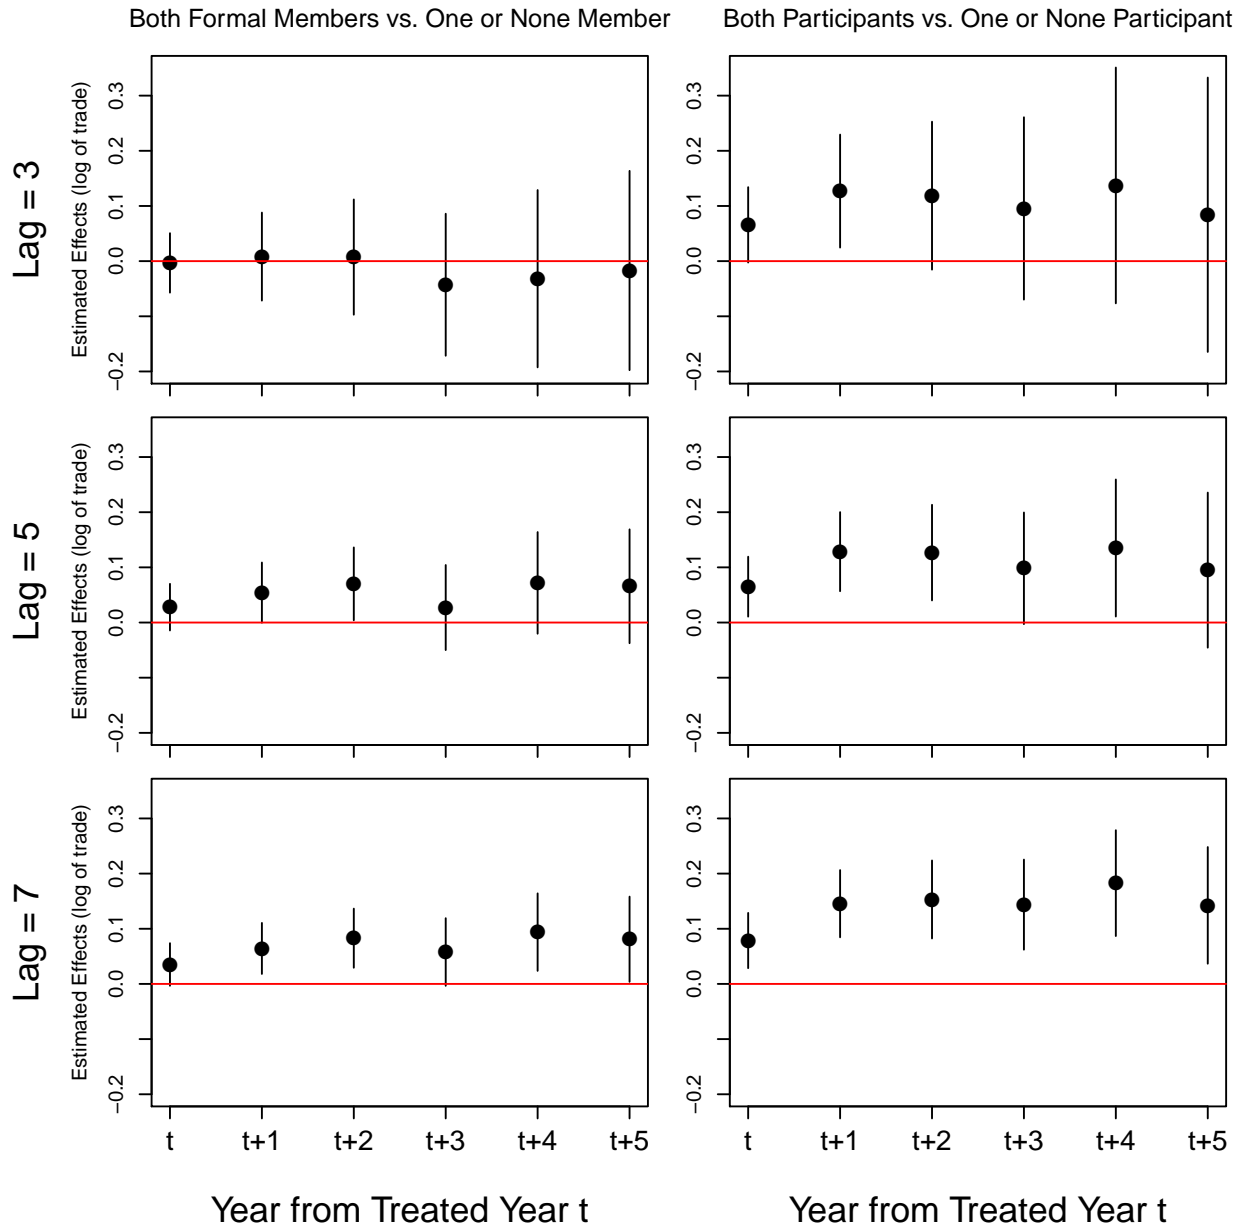 Both Formal Members vs. One or None Member
Both Participants vs. One or None Participant
Lag = 3
Estimated Effects (log of trade)
0.3
0.2
0.1
0.0
−0.2
0.3
0.2
0.1
0.0
−0.2
Lag = 5
Estimated Effects (log of trade)
0.3
0.2
0.1
0.0
−0.2
0.3
0.2
0.1
0.0
−0.2
Lag = 7
Estimated Effects (log of trade)
0.3
0.2
0.1
0.0
−0.2
0.3
0.2
0.1
0.0
−0.2
t t+1 t+2 t+3 t+4 t+5
t t+1 t+2 t+3 t+4 t+5
Year from Treated Year t
Year from Treated Year t